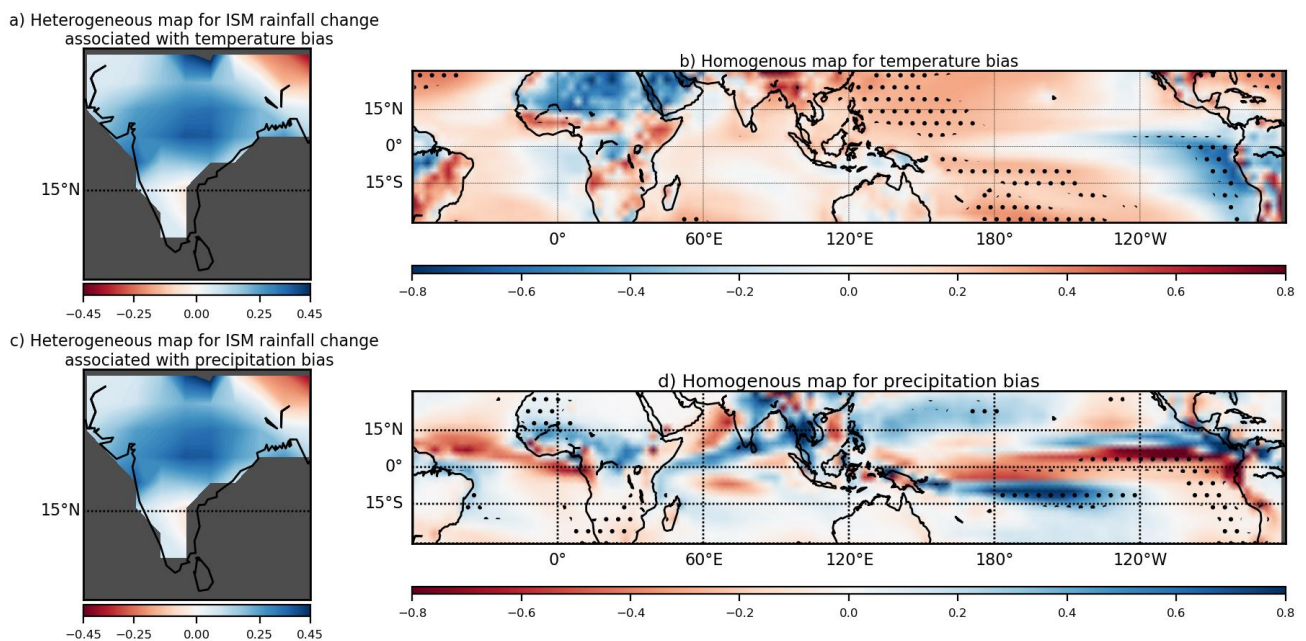 a) Heterogeneous map for ISM rainfall change
associated with temperature bias
15°N
−0.45 −0.25 0.00 0.25 0.45
b) Homogenous map for temperature bias
15°N
0°
15°S
0° 60°E 120°E 180° 120°W
−0.8 −0.6 −0.4 −0.2 0.0 0.2 0.4 0.6 0.8
c) Heterogeneous map for ISM rainfall change
associated with precipitation bias
15°N
−0.45 −0.25 0.00 0.25 0.45
d) Homogenous map for precipitation bias
15°N
0°
15°S
0° 60°E 120°E 180° 120°W
−0.8 −0.6 −0.4 −0.2 0.0 0.2 0.4 0.6 0.8